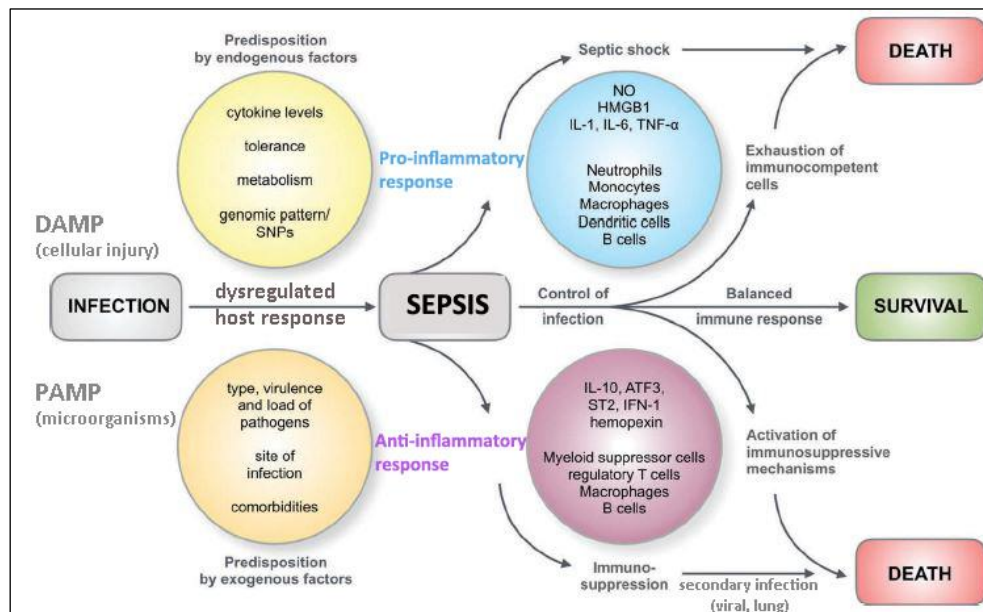 Predisposition
by endogenous factors
cytokine levels
tolerance
metabolism
genomic pattern/
SNPs
DAMP
(cellular injury)
INFECTION
dysregulated
host response
SEPSIS
PAMP
(microorganisms)
type, virulence
and load of
pathogens
site of
infection
comorbidities
Predisposition
by exogenous factors
Pro-inflammatory
response
Septic shock
NO
HMGB1
IL-1, IL-6, TNF-α
Neutrophils
Monocytes
Macrophages
Dendritic cells
B cells
Control of
infection
Anti-inflammatory
response
IL-10, ATF3,
ST2, IFN-1
hemopexin
Myeloid suppressor cells
regulatory T cells
Macrophages
B cells
Immuno-
suppression
secondary infection
(viral, lung)
Exhaustion of
immunocompetent
cells
Balanced
immune response
Activation of
immunosuppressive
mechanisms
DEATH
SURVIVAL
DEATH